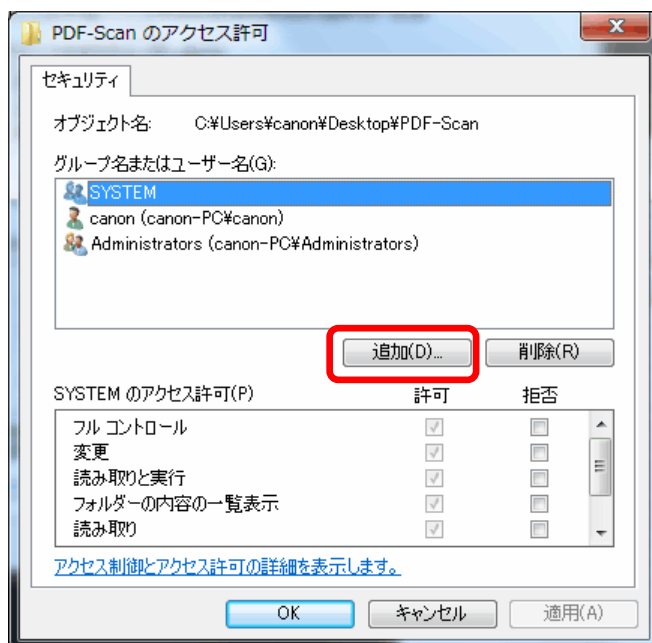 PDF-Scan のアクセス許可
セキュリティ
オブジェクト名: C:¥Users¥canon¥Desktop¥PDF-Scan
グループ名またはユーザー名(G):
SYSTEM
canon (canon-PC¥canon)
Administrators (canon-PC¥Administrators)
追加(D)... 削除(R)
SYSTEM のアクセス許可(P) 許可 拒否
フル コントロール
変更
読み取りと実行
フォルダーの内容の一覧表示
読み取り
アクセス制御とアクセス許可の詳細を表示します。
OK キャンセル 適用(A)